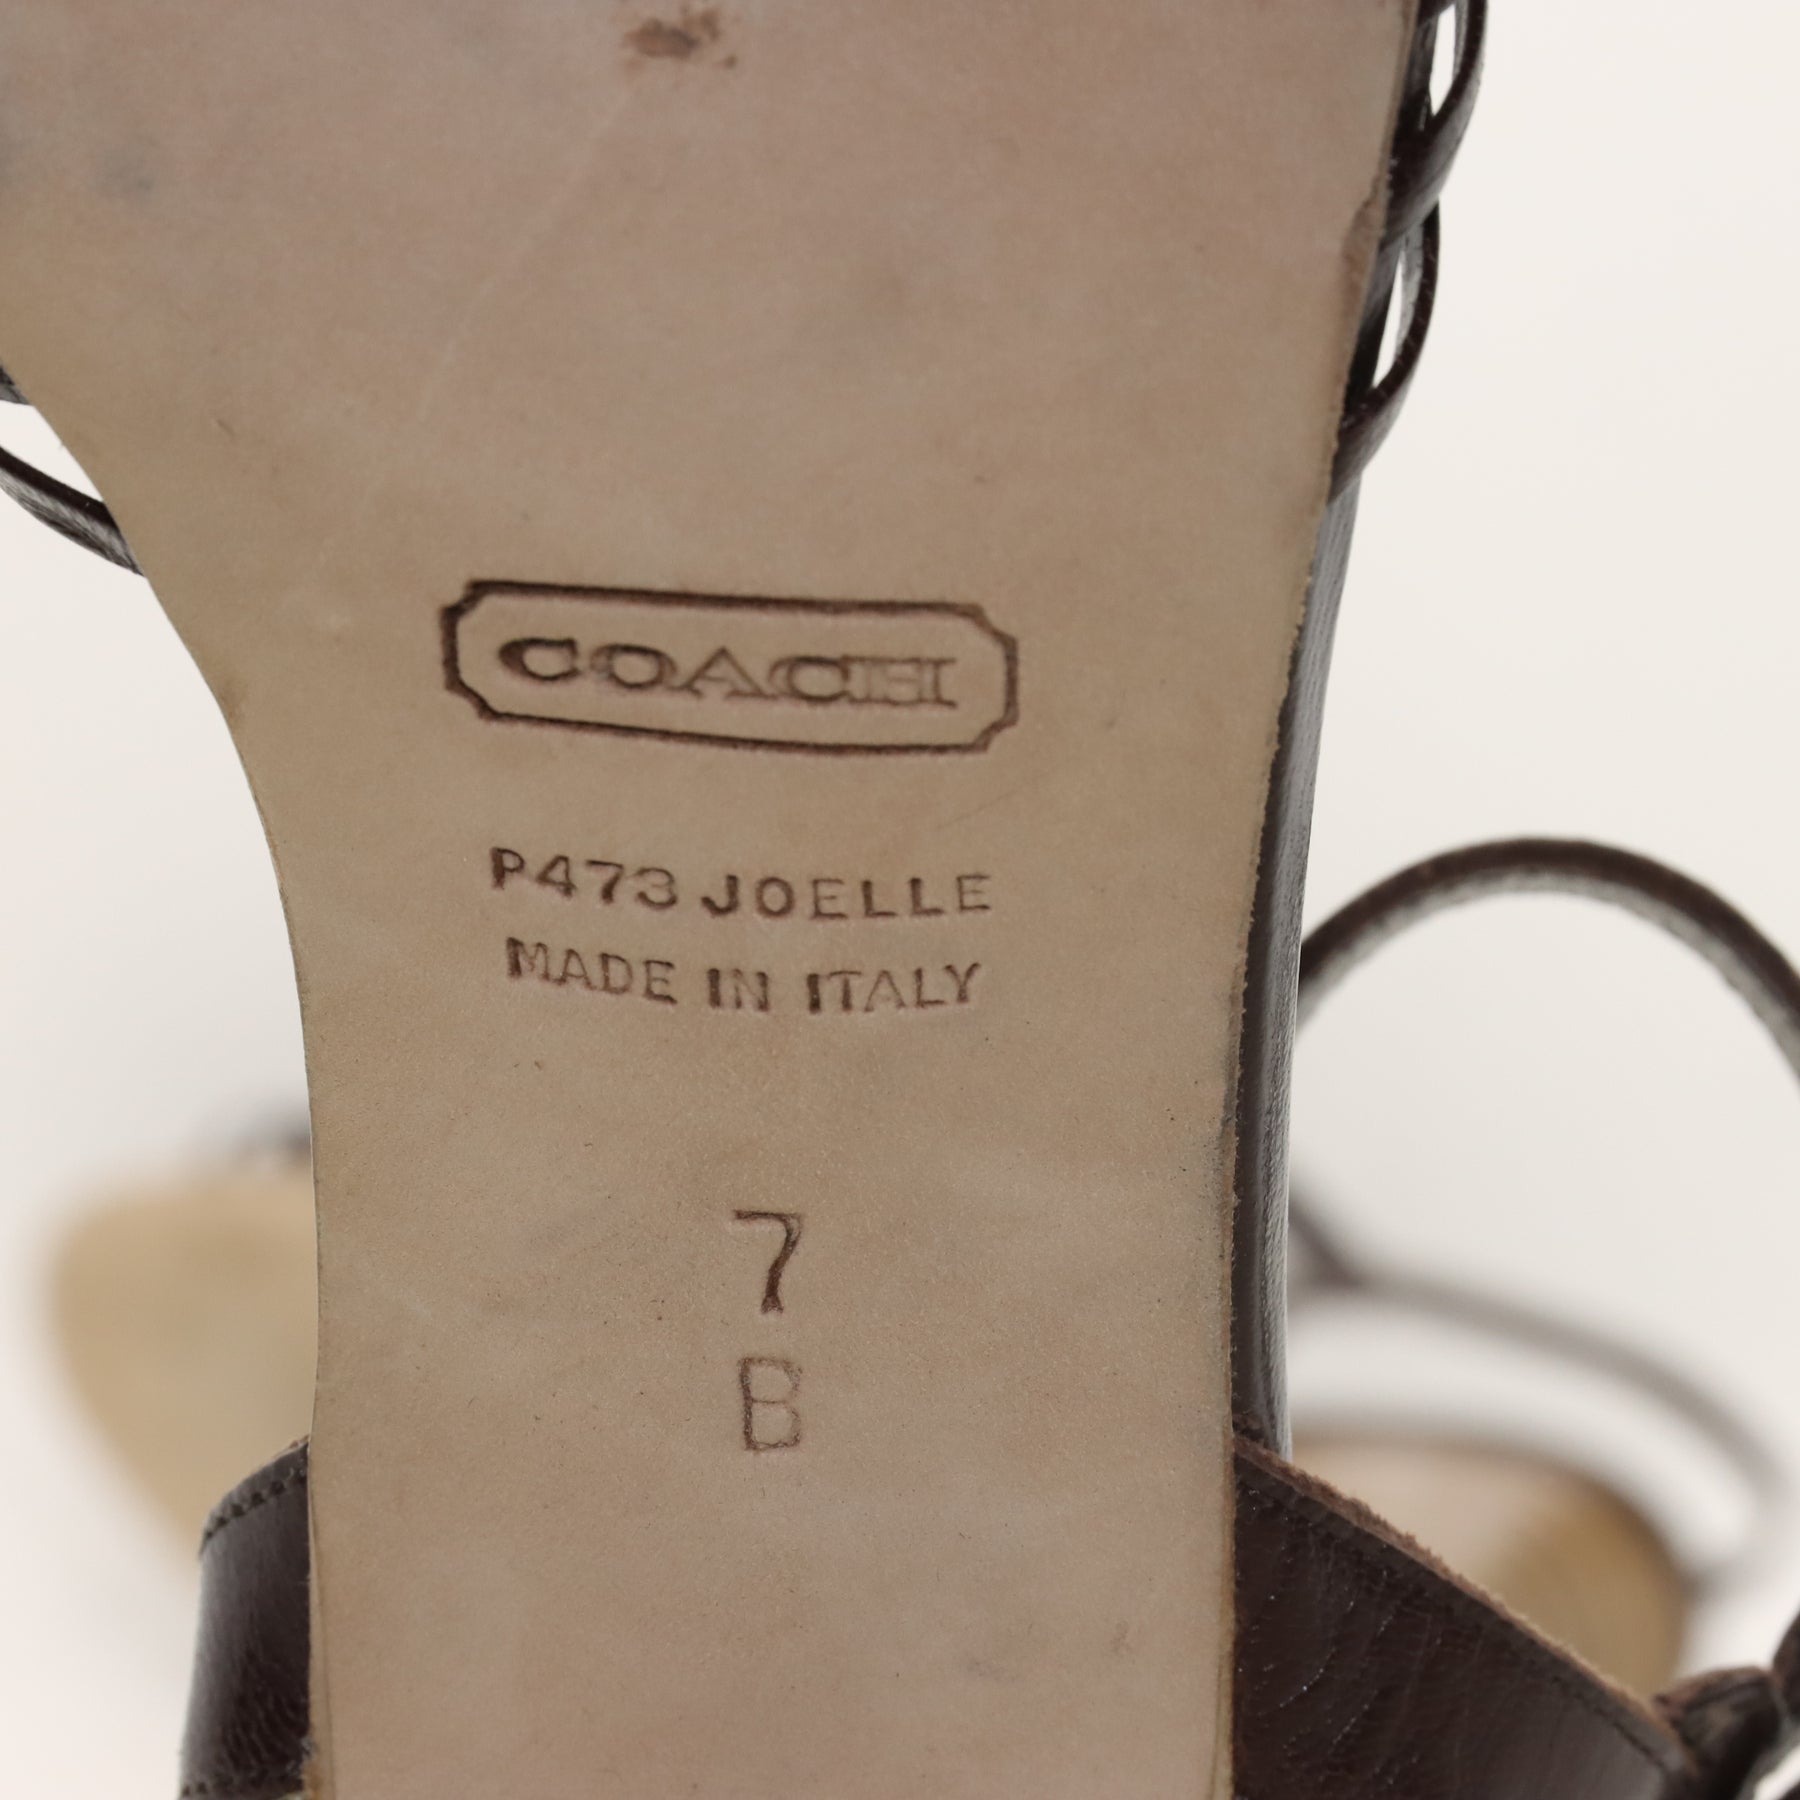 COACH
P473 JOELLE
MADE IN ITALY
7
B